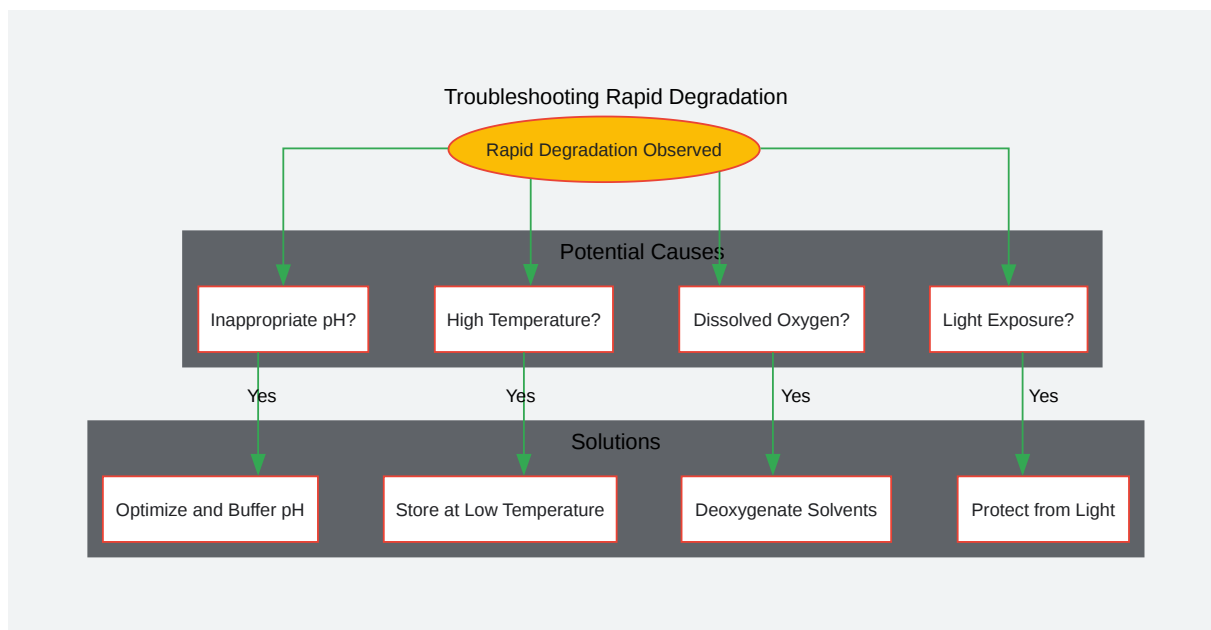 Troubleshooting Rapid Degradation
Rapid Degradation Observed
Potential Causes
Inappropriate pH?
High Temperature?
Dissolved Oxygen?
Light Exposure?
Yes
Yes
Yes
Yes
Solutions
Optimize and Buffer pH
Store at Low Temperature
Deoxygenate Solvents
Protect from Light